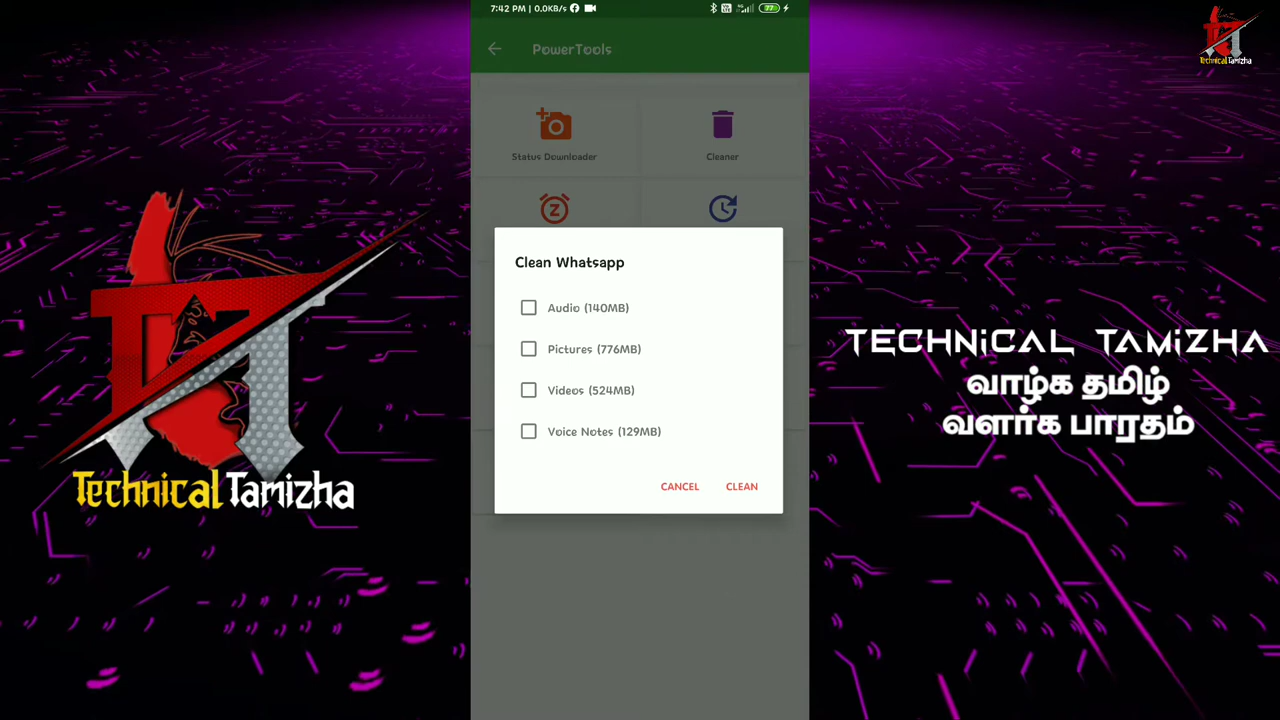 7:42 PM | 0.0KB/s
77
PowerTools
Status Downloader
Cleaner
Clean Whatsapp
Audio (140MB)
Pictures (776MB)
Videos (524MB)
Voice Notes (129MB)
CANCEL
CLEAN
Technical Tamizha
TECHNiCAL TAMiZHA
வாழ்க தமிழ்
வளர்க பாரதம்
Technical Tamizha